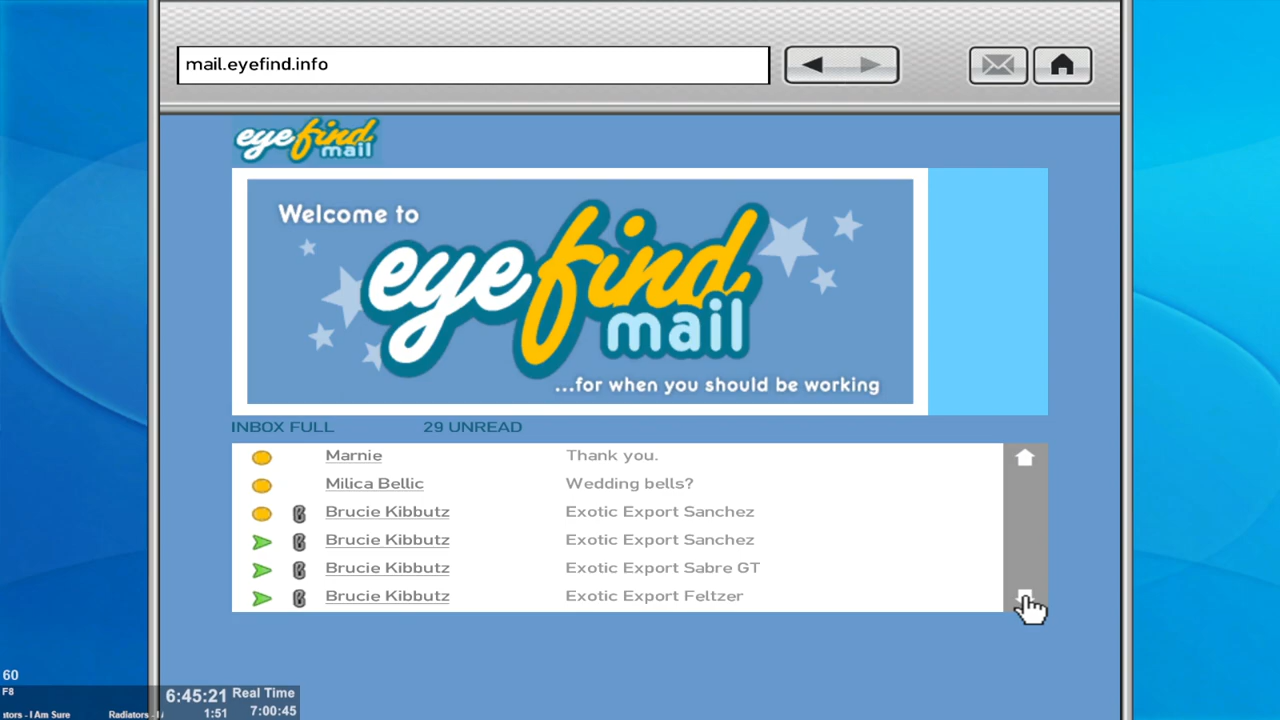 mail.eyefind.info
eyefind mail
Welcome to
eyefind
mail
...for when you should be working
INBOX FULL 29 UNREAD
Marnie Thank you.
Milica Bellic Wedding bells?
Brucie Kibbutz Exotic Export Sanchez
Brucie Kibbutz Exotic Export Sanchez
Brucie Kibbutz Exotic Export Sabre GT
Brucie Kibbutz Exotic Export Feltzer
60
F8
6:45:21 Real Time
1:51 7:00:45
ators - I Am Sure Radiators - I